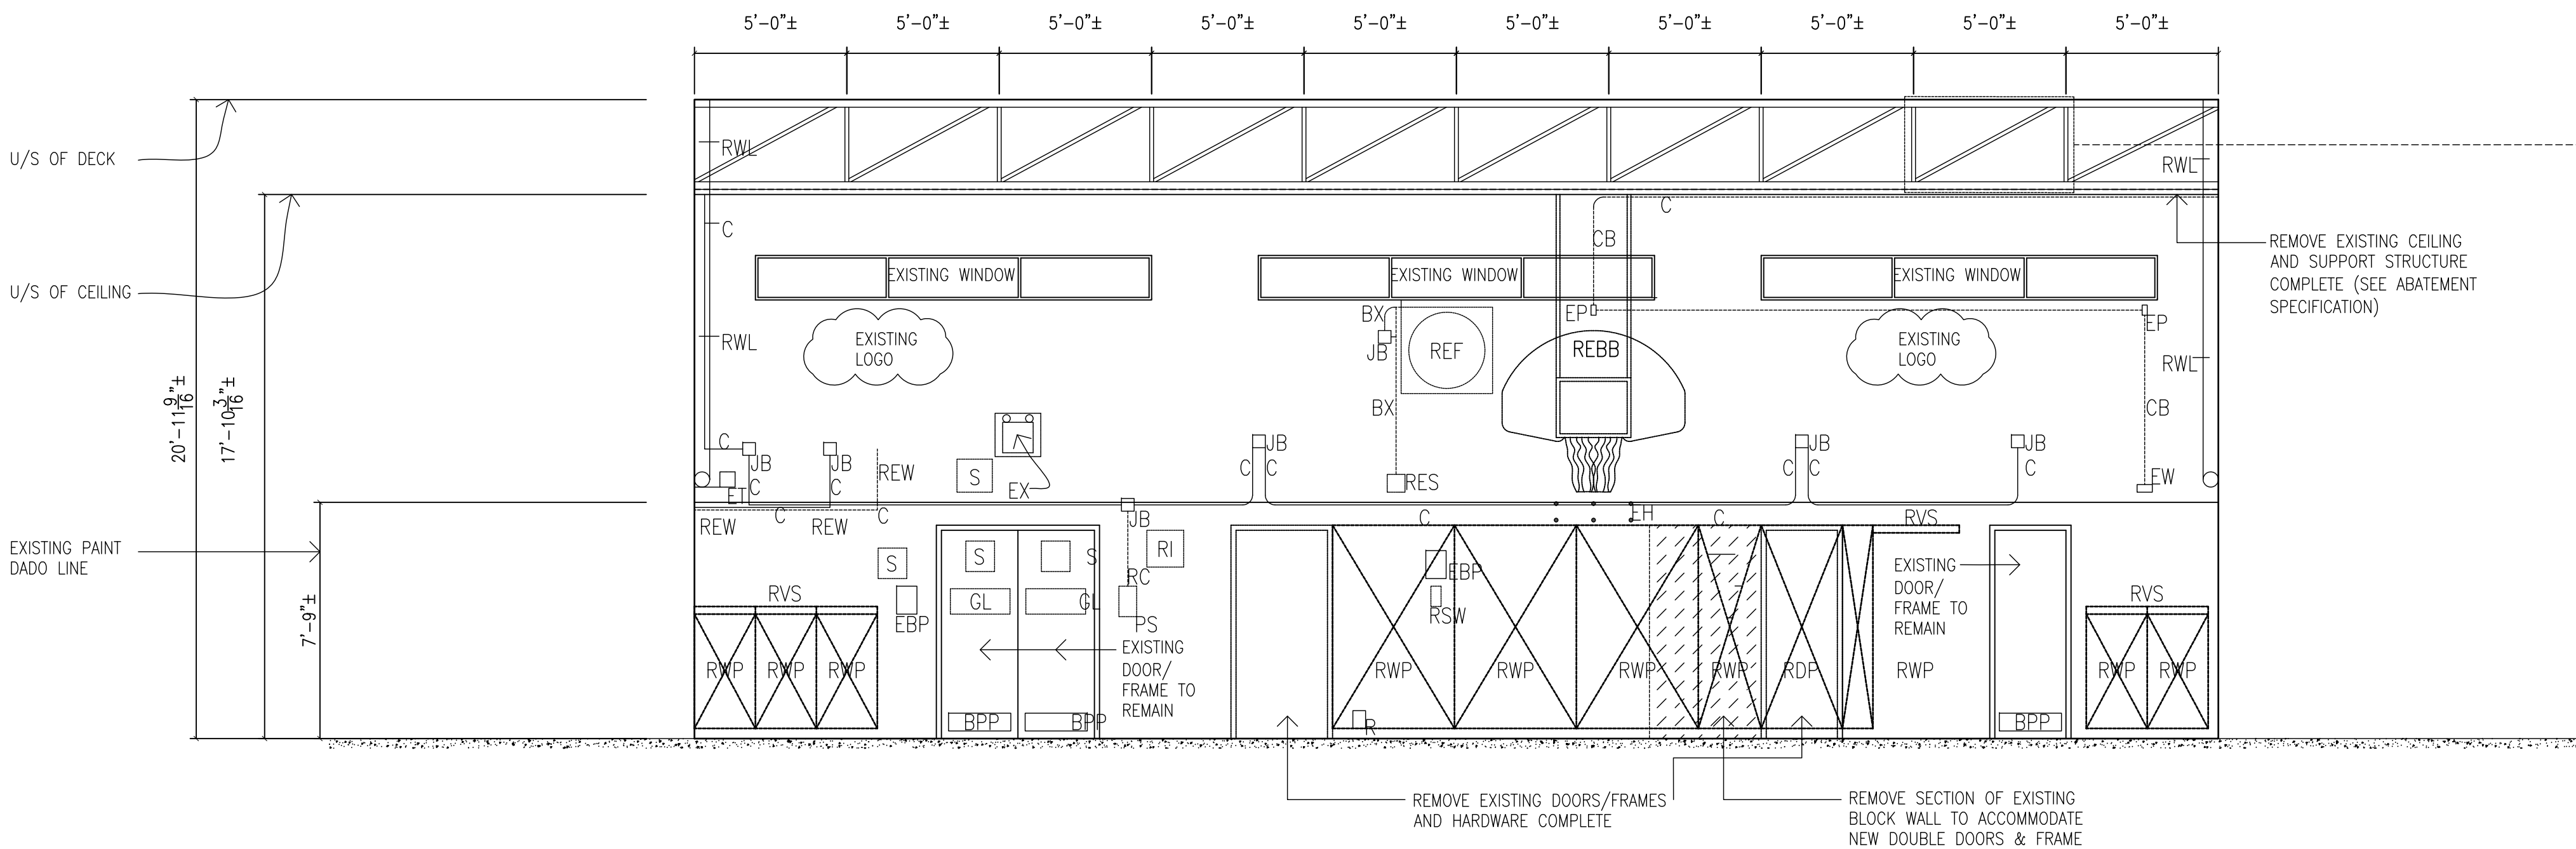 5'-0"± 5'-0"± 5'-0"± 5'-0"± 5'-0"± 5'-0"± 5'-0"± 5'-0"± 5'-0"± 5'-0"±
U/S OF DECK
RWL
RWL
U/S OF CEILING
C
C
CB
REMOVE EXISTING CEILING
AND SUPPORT STRUCTURE
COMPLETE (SEE ABATEMENT
SPECIFICATION)
EXISTING WINDOW
EXISTING WINDOW
EXISTING WINDOW
RWL
EXISTING
LOGO
BX
JB
REF
EP
REBB
EXISTING
LOGO
EP
RWL
20'-11 9/16"±
17'-10 3/16"±
BX
CB
C
JB
JB
REW
S
EX
JB
C
C
RES
JB
C
C
JB
C
EW
ET
C
C
REW
C
REW
C
JB
C
EH
C
RVS
EXISTING PAINT
DADO LINE
7'-9"±
S
S
S
RI
RC
EBP
EXISTING
DOOR/
FRAME TO
REMAIN
RVS
EBP
GL
GL
PS
RSW
RVS
EXISTING
DOOR/
FRAME TO
REMAIN
RWP RWP RWP
RWP RWP RWP RWP RDP RWP
RWP RWP
BPP
BPP
R
BPP
REMOVE EXISTING DOORS/FRAMES
AND HARDWARE COMPLETE
REMOVE SECTION OF EXISTING
BLOCK WALL TO ACCOMMODATE
NEW DOUBLE DOORS & FRAME